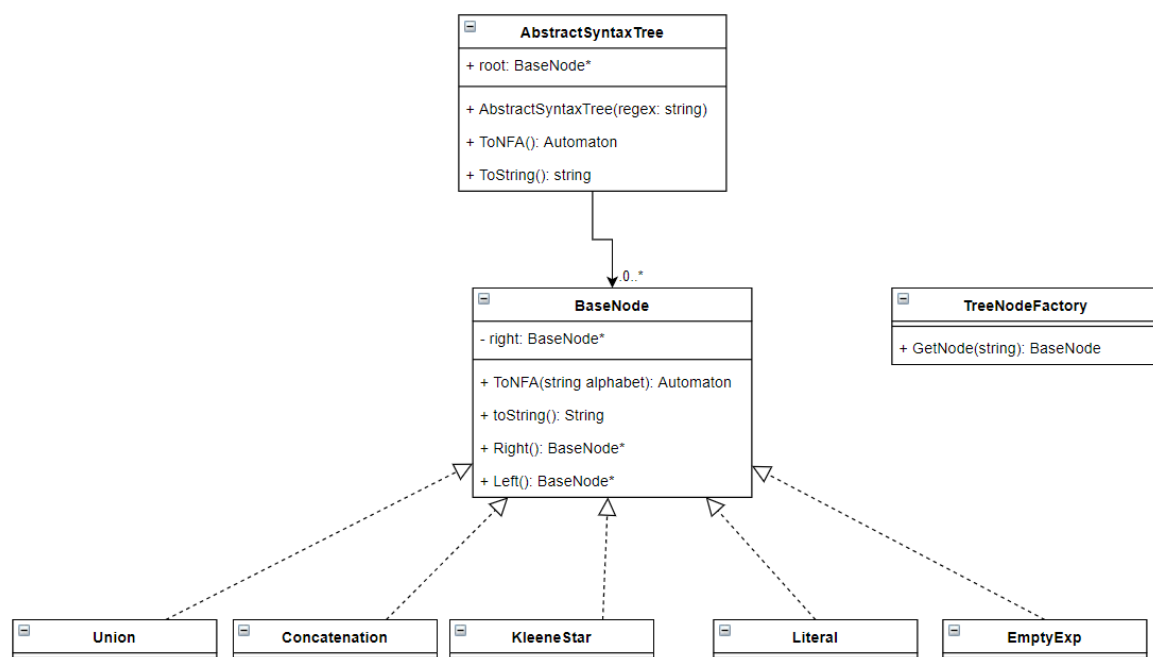 AbstractSyntaxTree
+ root: BaseNode*
+ AbstractSyntaxTree(regex: string)
+ ToNFA(): Automaton
+ ToString(): string
.0..*
BaseNode
- right: BaseNode*
+ ToNFA(string alphabet): Automaton
+ toString(): String
+ Right(): BaseNode*
+ Left(): BaseNode*
TreeNodeFactory
+ GetNode(string): BaseNode
Union
Concatenation
KleeneStar
Literal
EmptyExp